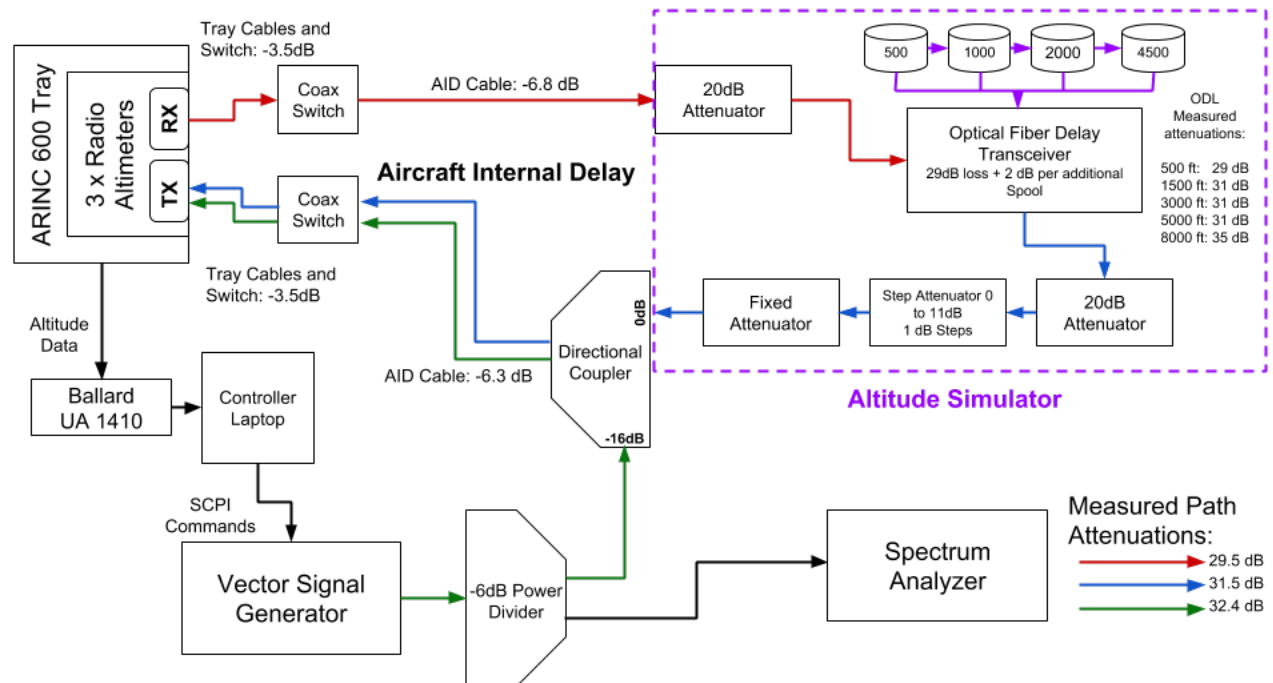 Tray Cables and
Switch: -3.5dB
ARINC 600 Tray
3 x Radio
Altimeters
RX
TX
Coax
Switch
AID Cable: -6.8 dB
20dB
Attenuator
500
1000
2000
4500
Optical Fiber Delay
Transceiver
29dB loss + 2 dB per additional
Spool
ODL
Measured
attenuations:
500 ft: 29 dB
1500 ft: 31 dB
3000 ft: 31 dB
5000 ft: 31 dB
8000 ft: 35 dB
Aircraft Internal Delay
Coax
Switch
Tray Cables and
Switch: -3.5dB
0dB
Directional
Coupler
-16dB
AID Cable: -6.3 dB
Fixed
Attenuator
Step Attenuator 0
to 11dB
1 dB Steps
20dB
Attenuator
Altitude Simulator
Altitude
Data
Ballard
UA 1410
Controller
Laptop
SCPI
Commands
Vector Signal
Generator
-6dB Power
Divider
Spectrum
Analyzer
Measured Path
Attenuations:
29.5 dB
31.5 dB
32.4 dB